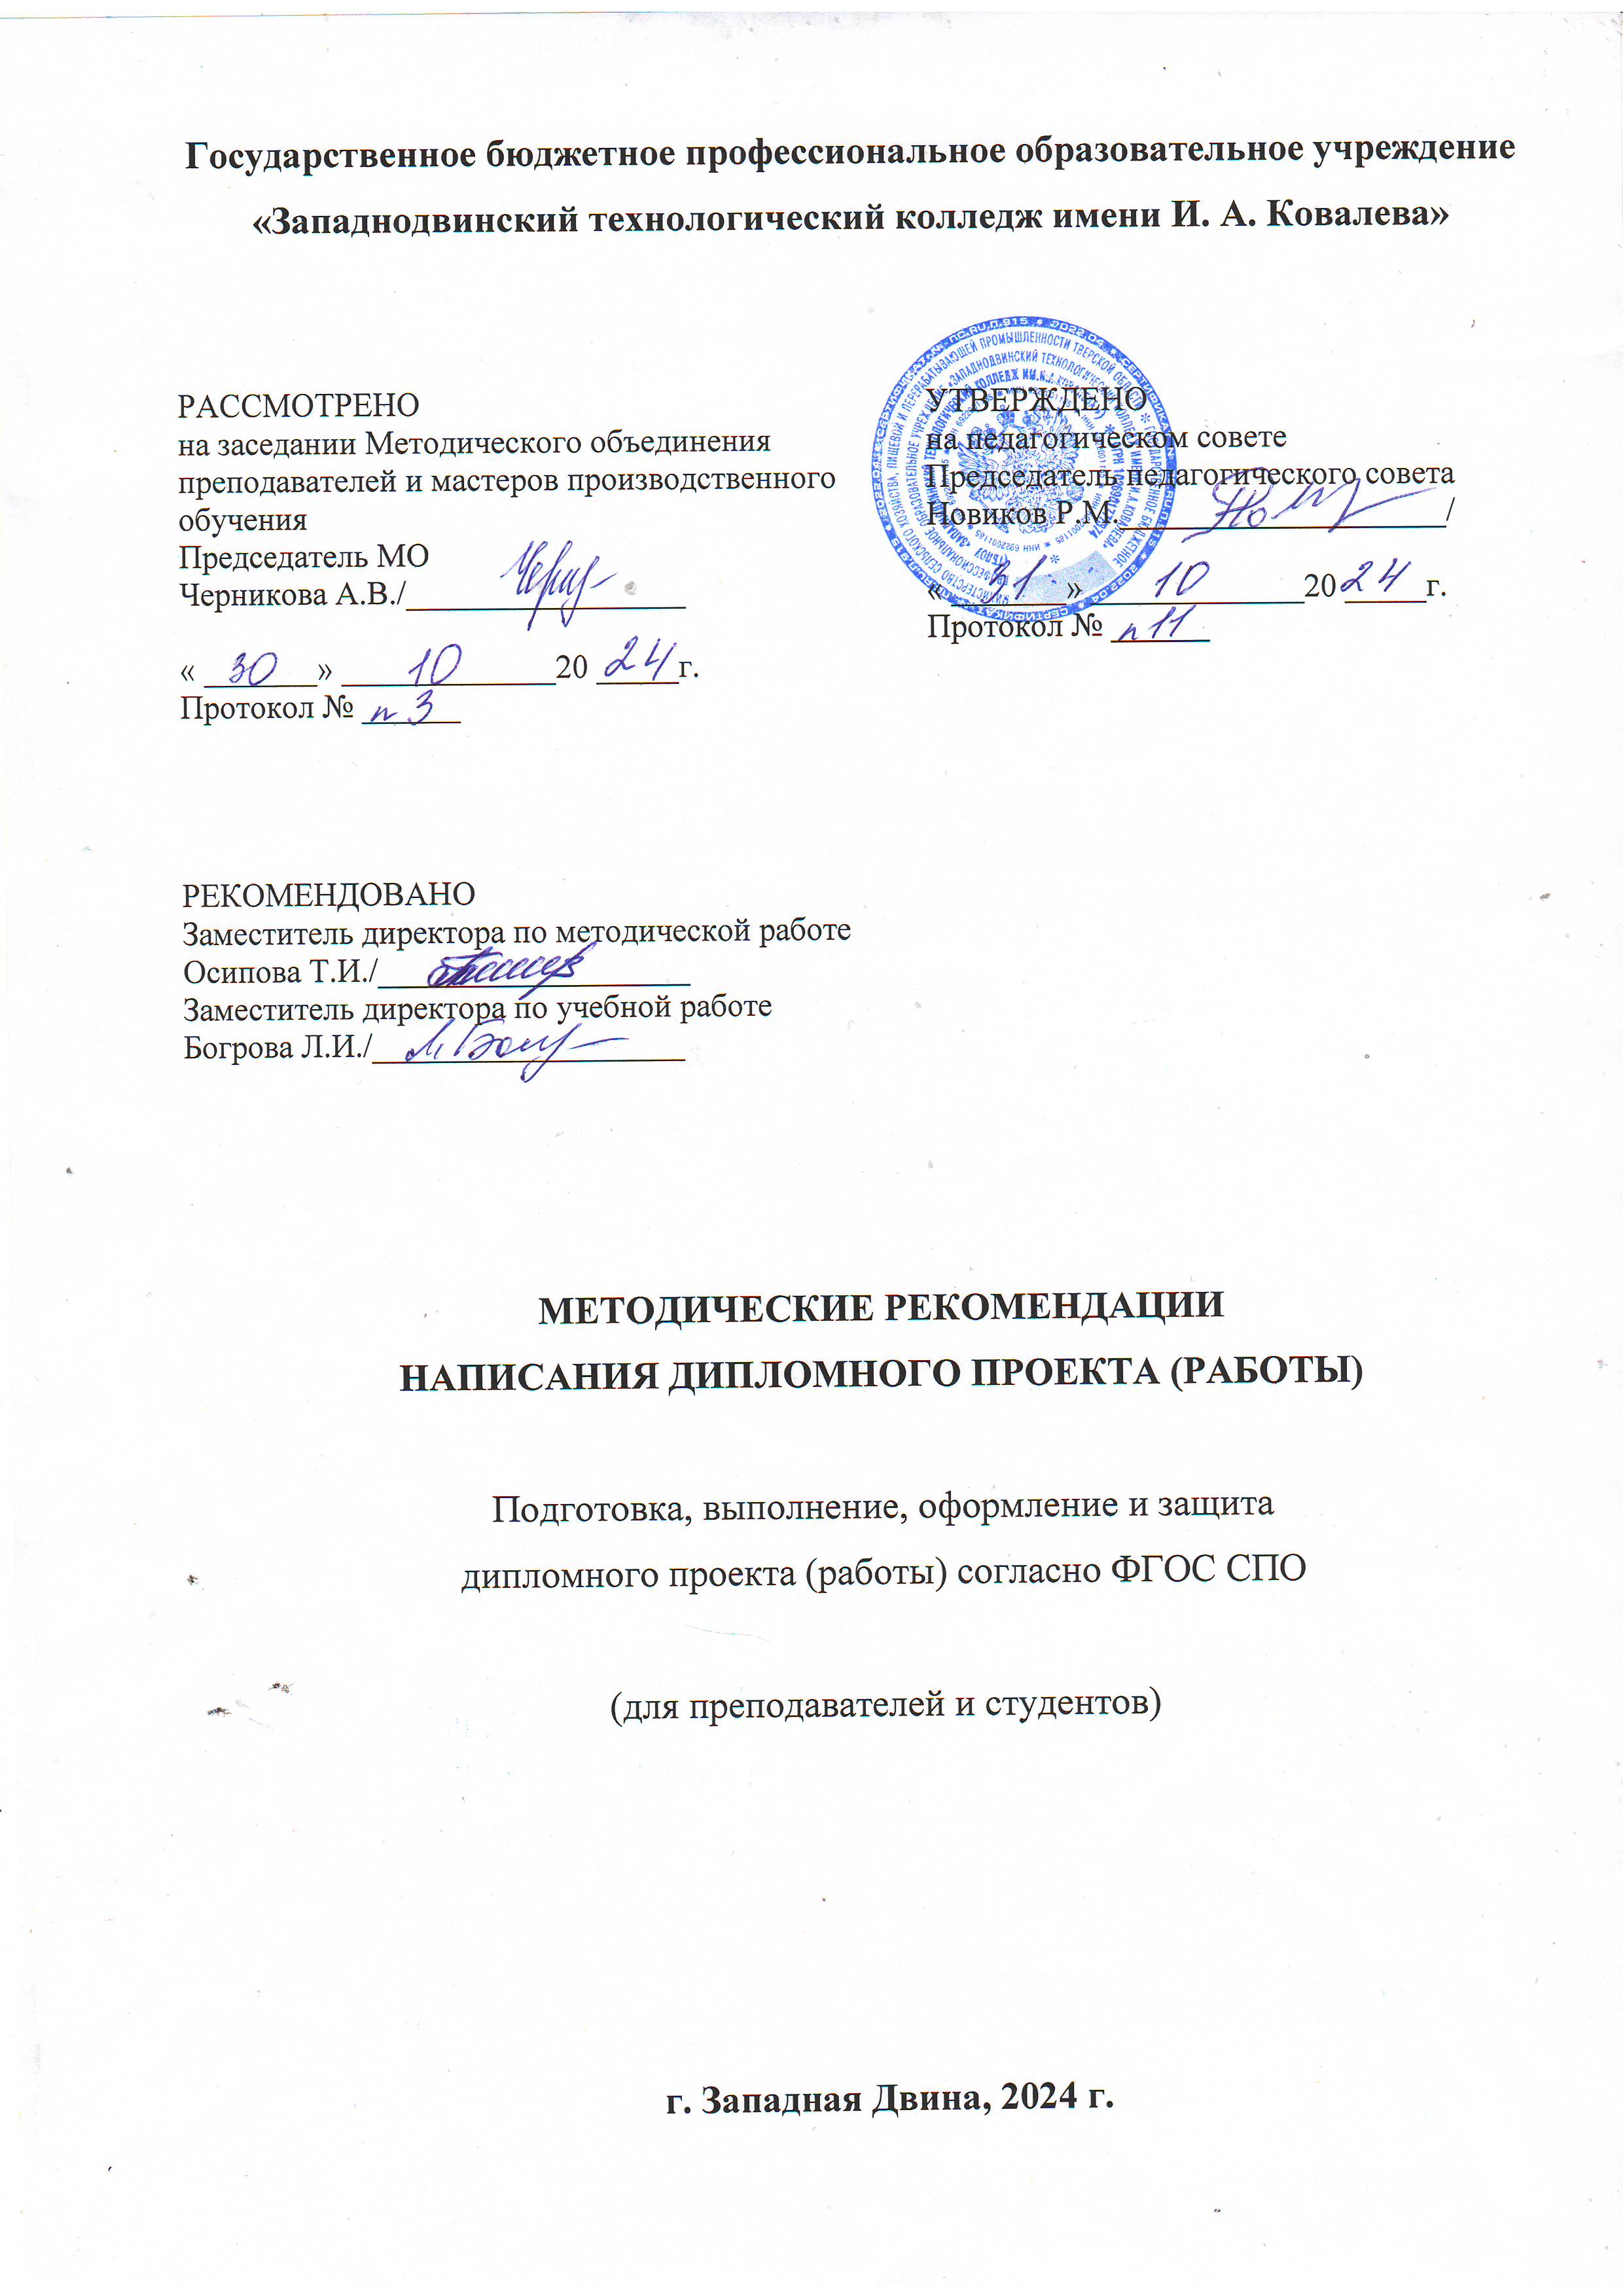 Государственное бюджетное профессиональное образовательное учреждение
«Западнодвинский технологический колледж имени И. А. Ковалева»
РАССМОТРЕНО
на заседании Методического объединения
преподавателей и мастеров производственного
обучения
Председатель МО
Черникова А.В./
« 30 » 10 20 24 г.
Протокол № п 3
УТВЕРЖДЕНО
на педагогическом совете
Председатель педагогического совета
Новиков Р.М. /
« 31 » 10 20 24 г.
Протокол № п 11
РЕКОМЕНДОВАНО
Заместитель директора по методической работе
Осипова Т.И./
Заместитель директора по учебной работе
Богрова Л.И./
МЕТОДИЧЕСКИЕ РЕКОМЕНДАЦИИ
НАПИСАНИЯ ДИПЛОМНОГО ПРОЕКТА (РАБОТЫ)
Подготовка, выполнение, оформление и защита
дипломного проекта (работы) согласно ФГОС СПО
(для преподавателей и студентов)
г. Западная Двина, 2024 г.